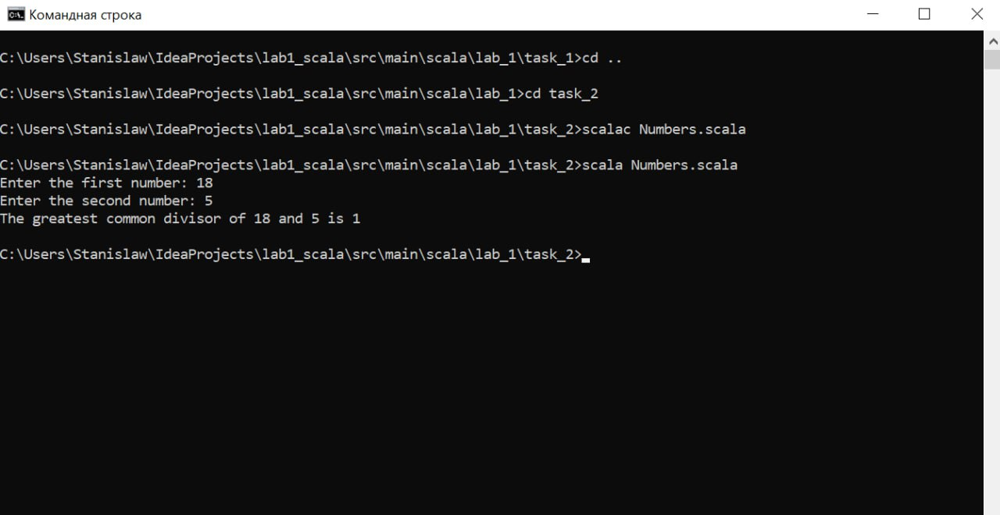 Командная строка
C:\Users\Stanislaw\IdeaProjects\lab1_scala\src\main\scala\lab_1\task_1>cd ..
C:\Users\Stanislaw\IdeaProjects\lab1_scala\src\main\scala\lab_1>cd task_2
C:\Users\Stanislaw\IdeaProjects\lab1_scala\src\main\scala\lab_1\task_2>scalac Numbers.scala
C:\Users\Stanislaw\IdeaProjects\lab1_scala\src\main\scala\lab_1\task_2>scala Numbers.scala
Enter the first number: 18
Enter the second number: 5
The greatest common divisor of 18 and 5 is 1
C:\Users\Stanislaw\IdeaProjects\lab1_scala\src\main\scala\lab_1\task_2>